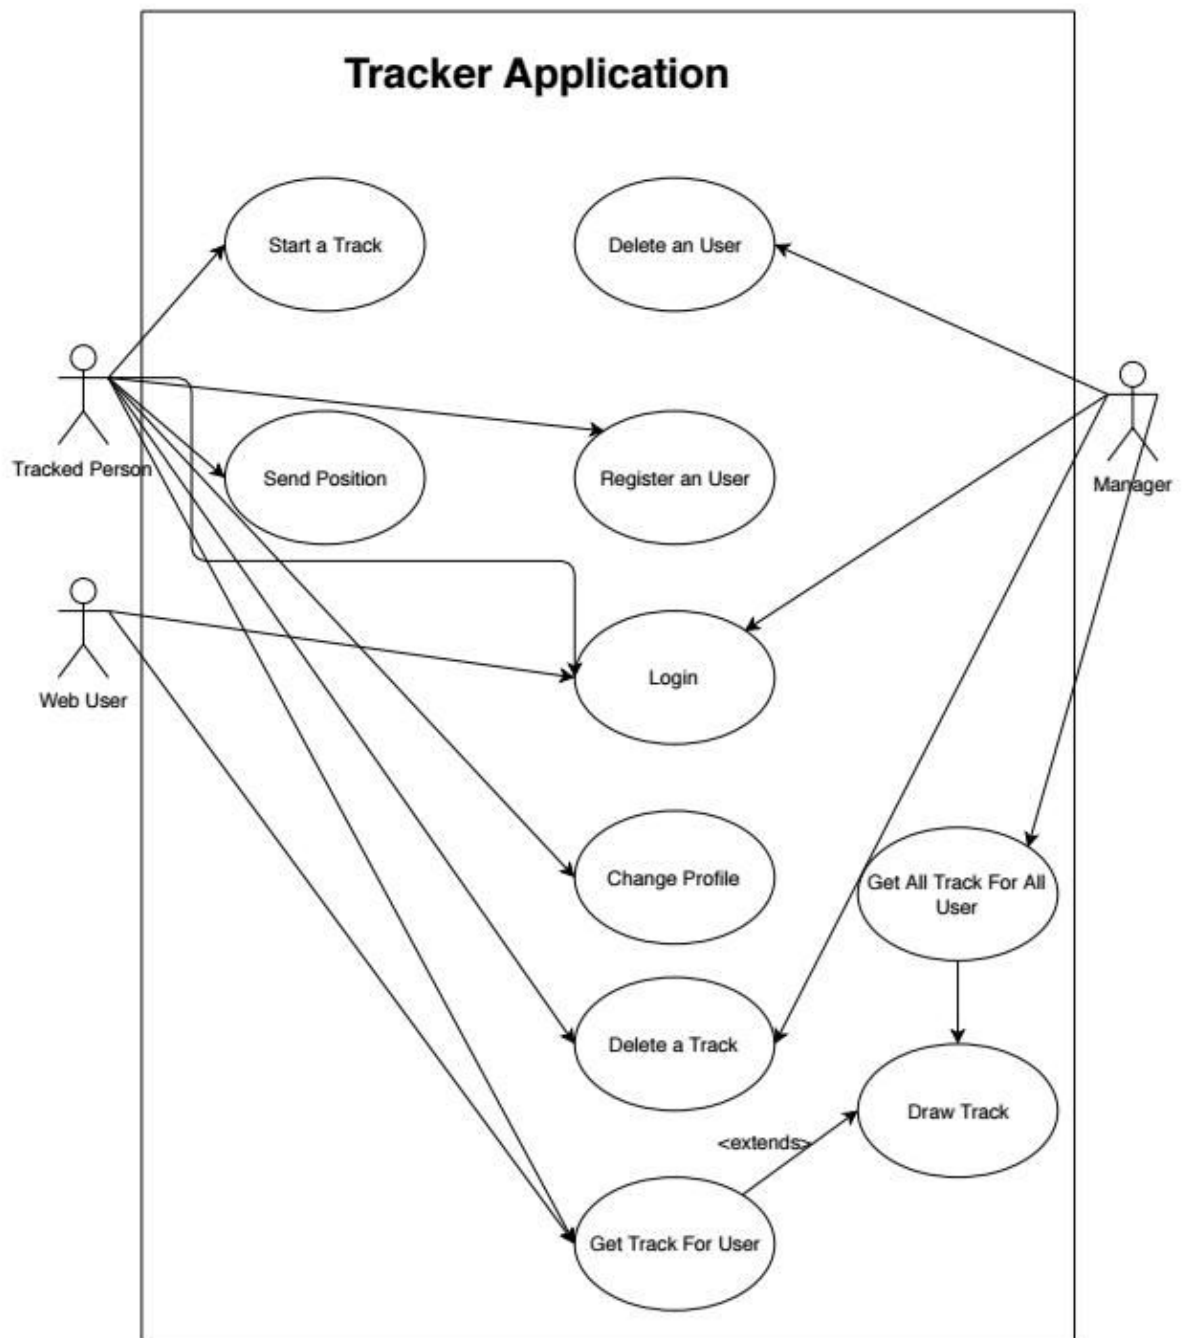 Tracker Application
Start a Track
Delete an User
Tracked Person
Send Position
Register an User
Manager
Web User
Login
Change Profile
Get All Track For All
User
Delete a Track
Draw Track
<extends>
Get Track For User